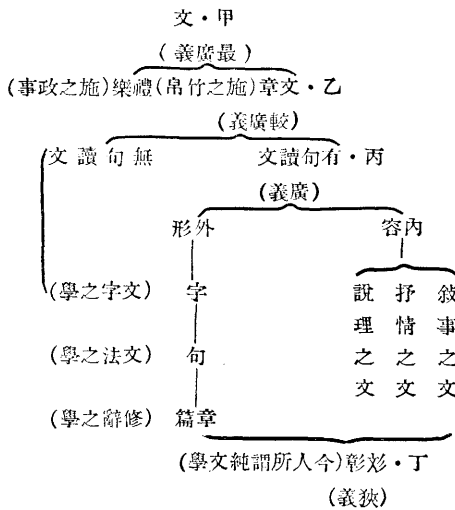 甲・文
(最廣義)
乙・文章(施之竹帛)禮樂(施之政事)
(較廣義)
丙・有句讀文 無句讀文
(廣義)
內容 外形
敍事之文
抒情之文
說理之文
字 (文字之學)
句 (文法之學)
章篇 (修辭之學)
丁・彣彰(今人所謂純文學)
(狹義)